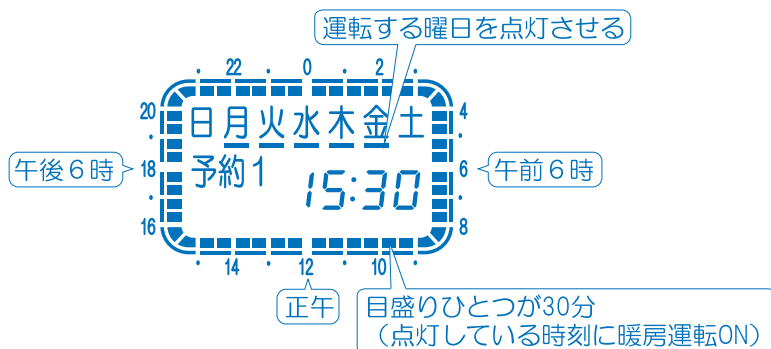 運転する曜日を点灯させる
22 ・ 0 ・ 2
20 4
日月火水木金土
午後6時 18 予約1 6 午前6時
15:30
16 8
14 ・ 12 ・ 10
正午
目盛りひとつが30分
(点灯している時刻に暖房運転ON)